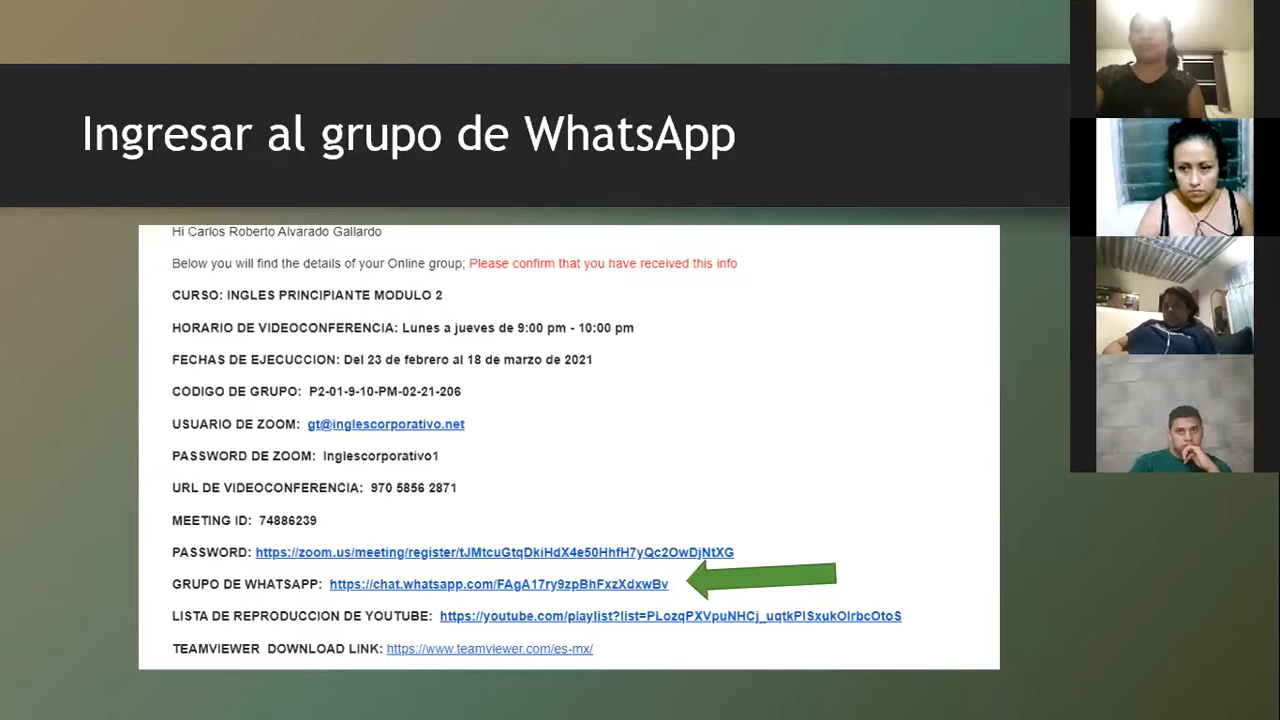 Ingresar al grupo de WhatsApp
Hi Carlos Roberto Alvarado Gallardo
Below you will find the details of your Online group; Please confirm that you have received this info
CURSO: INGLES PRINCIPIANTE MODULO 2
HORARIO DE VIDEOCONFERENCIA: Lunes a jueves de 9:00 pm - 10:00 pm
FECHAS DE EJECUCCION: Del 23 de febrero al 18 de marzo de 2021
CODIGO DE GRUPO: P2-01-9-10-PM-02-21-206
USUARIO DE ZOOM: gt@inglescorporativo.net
PASSWORD DE ZOOM: Inglescorporativo1
URL DE VIDEOCONFERENCIA: 970 5856 2871
MEETING ID: 74886239
PASSWORD: https://zoom.us/meeting/register/tJMtcuGtqDkiHdX4e50HhfH7yQc2OwDjNtXG
GRUPO DE WHATSAPP: https://chat.whatsapp.com/FAgA17ry9zpBhFxzXdxwBv
LISTA DE REPRODUCCION DE YOUTUBE: https://youtube.com/playlist?list=PLozqPXVpuNHCj_uqtkPlSxukOlrbcOtoS
TEAMVIEWER DOWNLOAD LINK: https://www.teamviewer.com/es-mx/